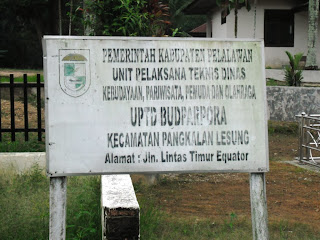 PEMERINTAH KABUPATEN PELALAWAN
UNIT PELAKSANA TEKNIS DINAS
KEBUDAYAAN, PARIWISATA, PEMUDA DAN OLAHRAGA
UPTD BUDPARPORA
KECAMATAN PANGKALAN LESUNG
Alamat : Jln. Lintas Timur Equator